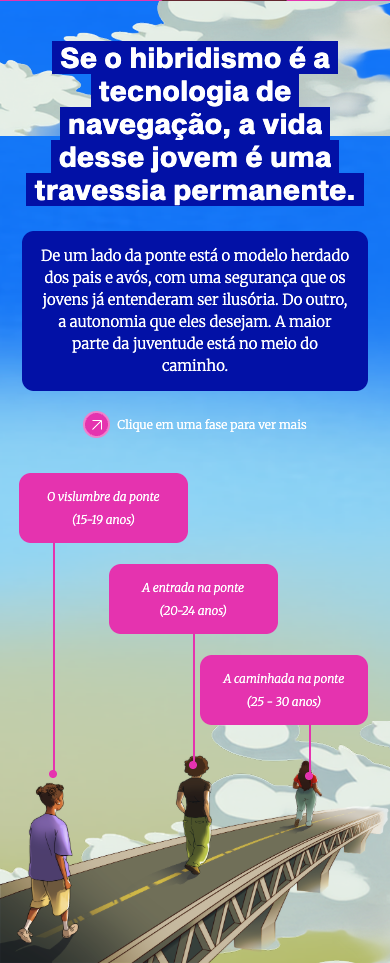 Se o hibridismo é a
tecnologia de
navegação, a vida
desse jovem é uma
travessia permanente.
De um lado da ponte está o modelo herdado
dos pais e avós, com uma segurança que os
jovens já entenderam ser ilusória. Do outro,
a autonomia que eles desejam. A maior
parte da juventude está no meio do
caminho.
Clique em uma fase para ver mais
O vislumbre da ponte
(15-19 anos)
A entrada na ponte
(20-24 anos)
A caminhada na ponte
(25 - 30 anos)